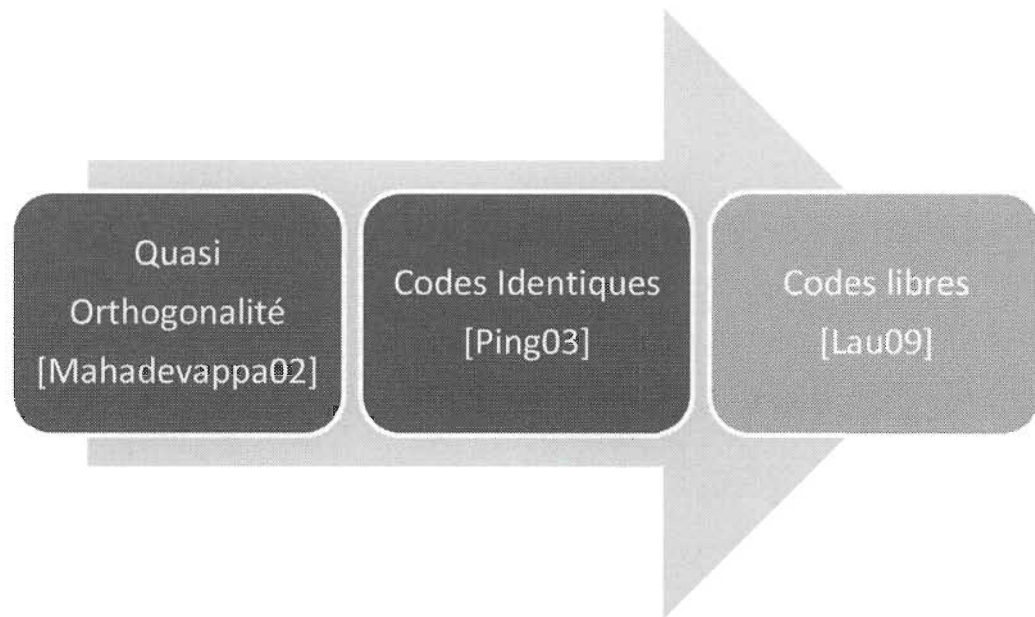 Quasi
Orthogonalité
[Mahadevappa02]
Codes Identiques
[Ping03]
Codes libres
[Lau09]